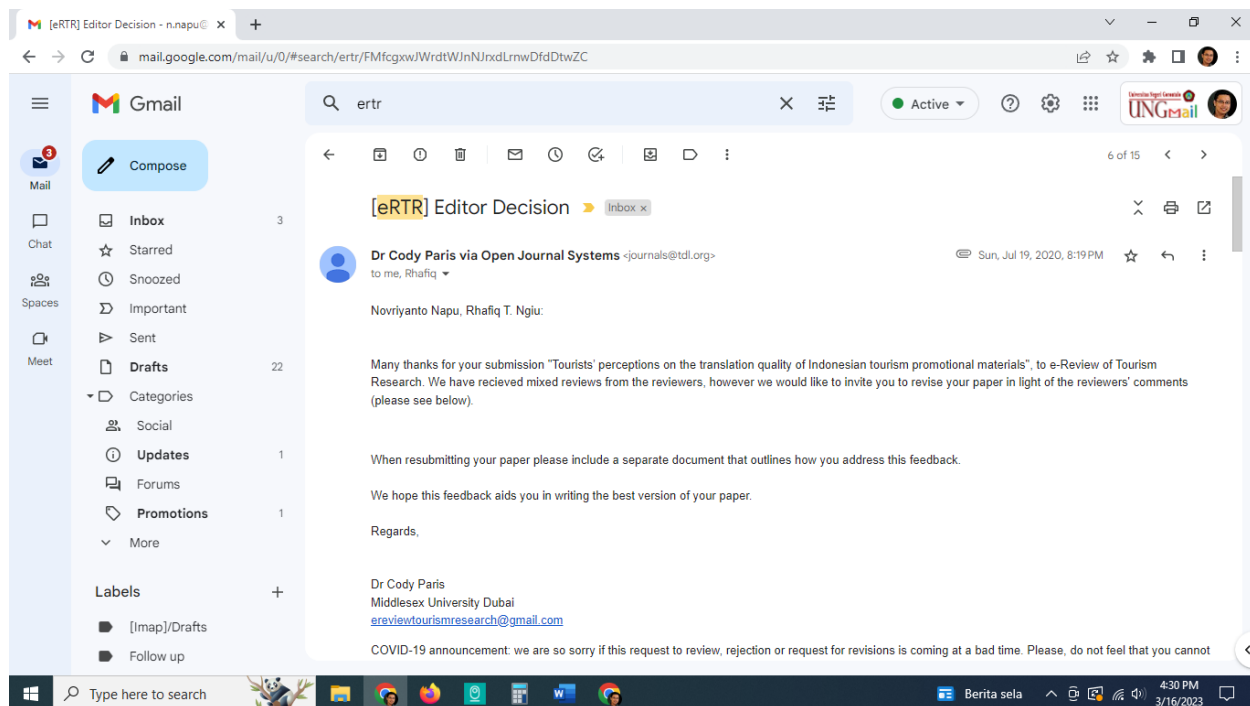 [eRTR] Editor Decision - n.napu@
mail.google.com/mail/u/0/#search/ertr/FMfcgxwJWrdtWJnNJrxdLrnwDfdDtwZC
Gmail
ertr
Active
Universitas Negeri Gorontalo
UNGMail
3
Mail
Compose
6 of 15
Chat
Spaces
Meet
Inbox 3
Starred
Snoozed
Important
Sent
Drafts 22
Categories
Social
Updates 1
Forums
Promotions 1
More
Labels
[Imap]/Drafts
Follow up
[eRTR] Editor Decision Inbox x
Dr Cody Paris via Open Journal Systems <journals@tdl.org> Sun, Jul 19, 2020, 8:19 PM
to me, Rhafiq
Novriyanto Napu, Rhafiq T. Ngiu:
Many thanks for your submission "Tourists' perceptions on the translation quality of Indonesian tourism promotional materials", to e-Review of Tourism
Research. We have recieved mixed reviews from the reviewers, however we would like to invite you to revise your paper in light of the reviewers' comments
(please see below).
When resubmitting your paper please include a separate document that outlines how you address this feedback.
We hope this feedback aids you in writing the best version of your paper.
Regards,
Dr Cody Paris
Middlesex University Dubai
ereviewtourismresearch@gmail.com
COVID-19 announcement: we are so sorry if this request to review, rejection or request for revisions is coming at a bad time. Please, do not feel that you cannot
Type here to search
Berita sela
4:30 PM
3/16/2023